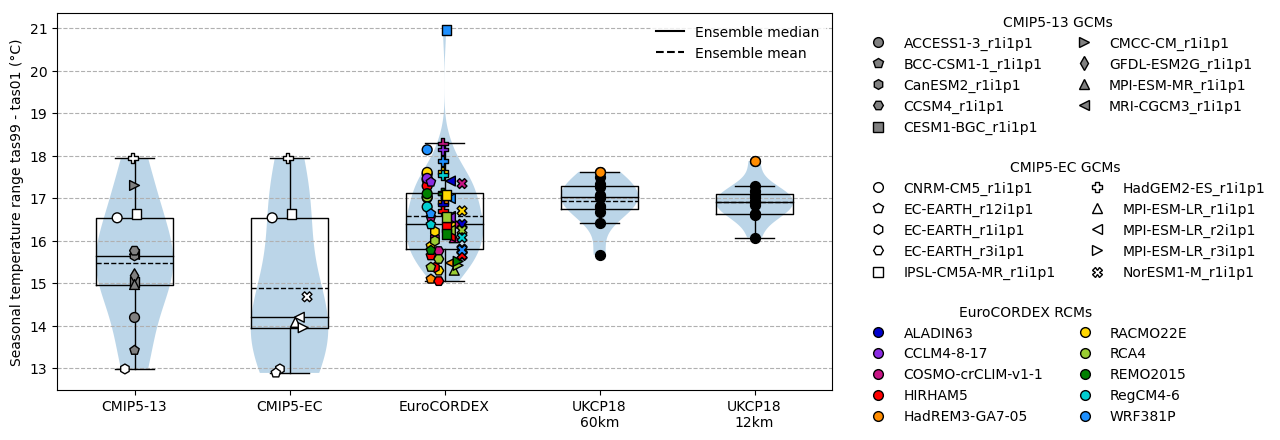 Seasonal temperature range tas99 - tas01 (°C)
21
20
19
18
17
16
15
14
13
Ensemble median
Ensemble mean
CMIP5-13
CMIP5-EC
EuroCORDEX
UKCP18
60km
UKCP18
12km
CMIP5-13 GCMs
ACCESS1-3_r1i1p1
BCC-CSM1-1_r1i1p1
CanESM2_r1i1p1
CCSM4_r1i1p1
CESM1-BGC_r1i1p1
CMCC-CM_r1i1p1
GFDL-ESM2G_r1i1p1
MPI-ESM-MR_r1i1p1
MRI-CGCM3_r1i1p1
CMIP5-EC GCMs
CNRM-CM5_r1i1p1
EC-EARTH_r12i1p1
EC-EARTH_r1i1p1
EC-EARTH_r3i1p1
IPSL-CM5A-MR_r1i1p1
HadGEM2-ES_r1i1p1
MPI-ESM-LR_r1i1p1
MPI-ESM-LR_r2i1p1
MPI-ESM-LR_r3i1p1
NorESM1-M_r1i1p1
EuroCORDEX RCMs
ALADIN63
CCLM4-8-17
COSMO-crCLIM-v1-1
HIRHAM5
HadREM3-GA7-05
RACMO22E
RCA4
REMO2015
RegCM4-6
WRF381P